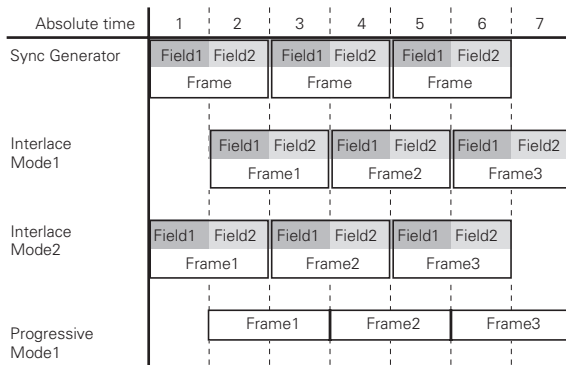 Absolute time 1 2 3 4 5 6 7
Sync Generator Field1 Field2 Field1 Field2 Field1 Field2
Frame Frame Frame
Interlace
Mode1
Field1 Field2 Field1 Field2 Field1 Field2
Frame1 Frame2 Frame3
Interlace
Mode2
Field1 Field2 Field1 Field2 Field1 Field2
Frame1 Frame2 Frame3
Progressive
Mode1
Frame1 Frame2 Frame3